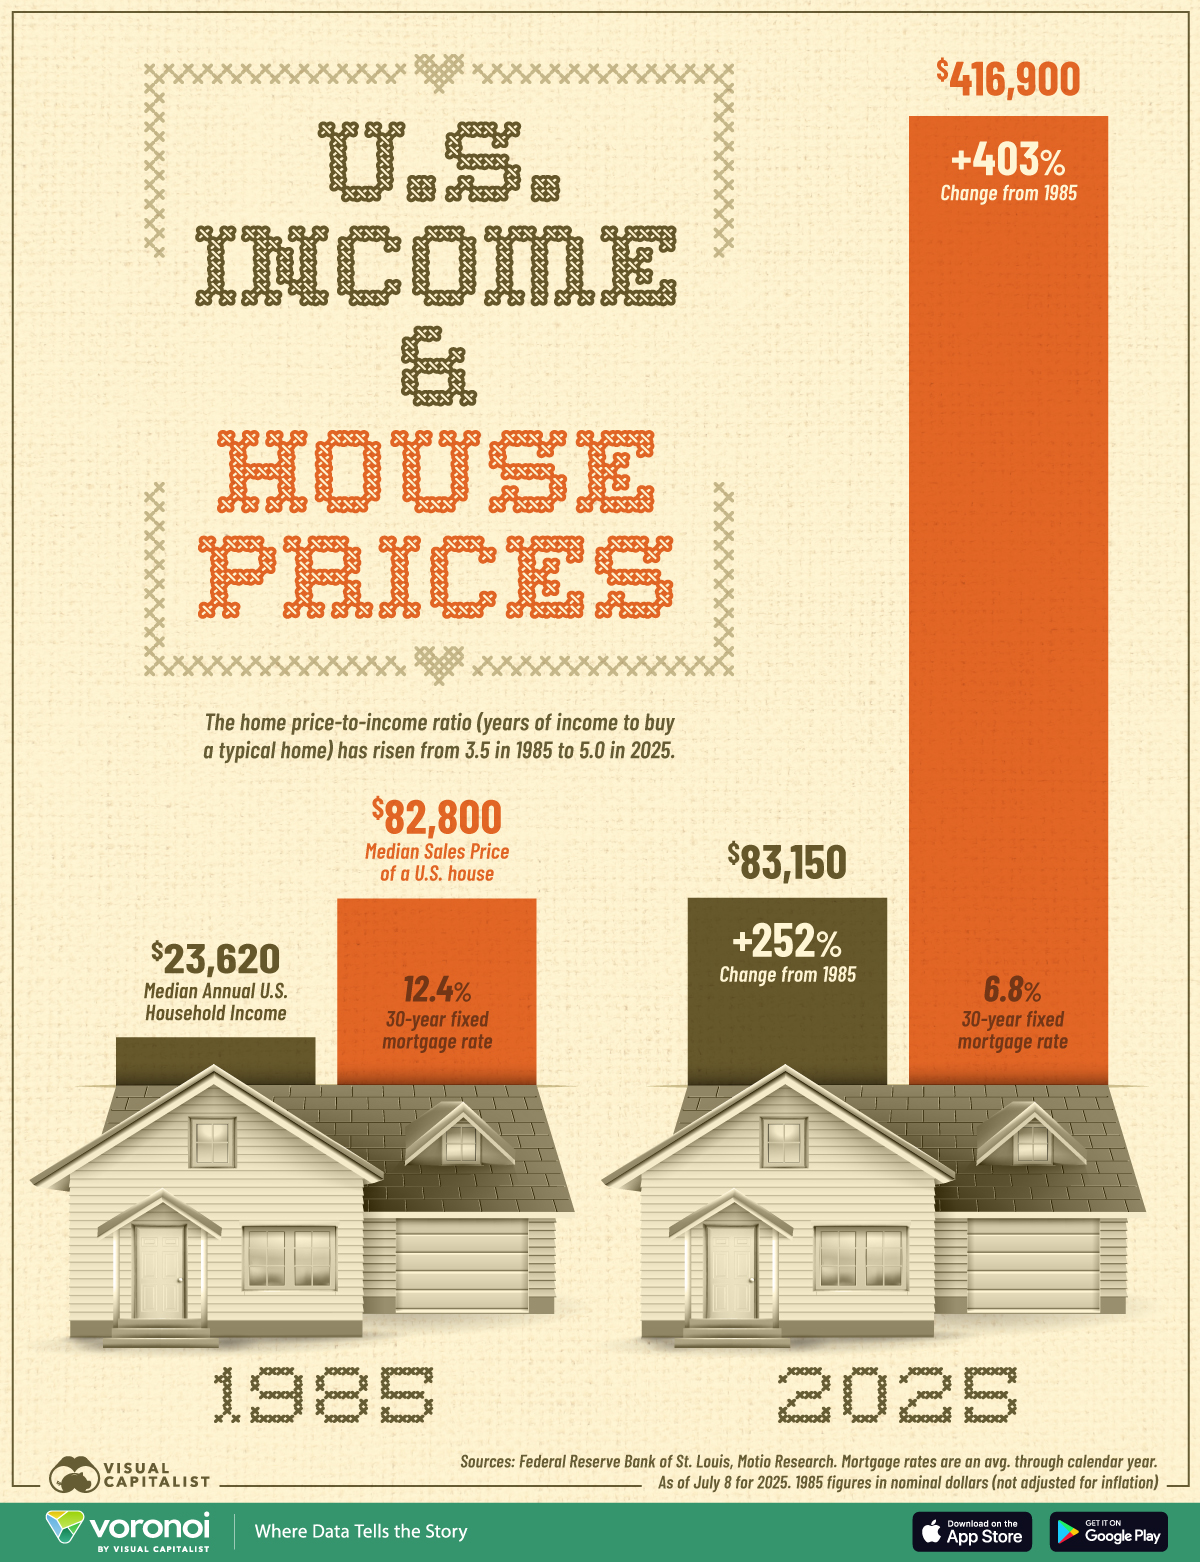 U.S.
INCOME
&
HOUSE
PRICES
The home price-to-income ratio (years of income to buy
a typical home) has risen from 3.5 in 1985 to 5.0 in 2025.
$23,620
Median Annual U.S.
Household Income
$82,800
Median Sales Price
of a U.S. house
12.4%
30-year fixed
mortgage rate
1985
$83,150
+252%
Change from 1985
$416,900
+403%
Change from 1985
6.8%
30-year fixed
mortgage rate
2025
VISUAL
CAPITALIST
Sources: Federal Reserve Bank of St. Louis, Motio Research. Mortgage rates are an avg. through calendar year.
As of July 8 for 2025. 1985 figures in nominal dollars (not adjusted for inflation)
voronoi
BY VISUAL CAPITALIST
Where Data Tells the Story
Download on the
App Store
GET IT ON
Google Play